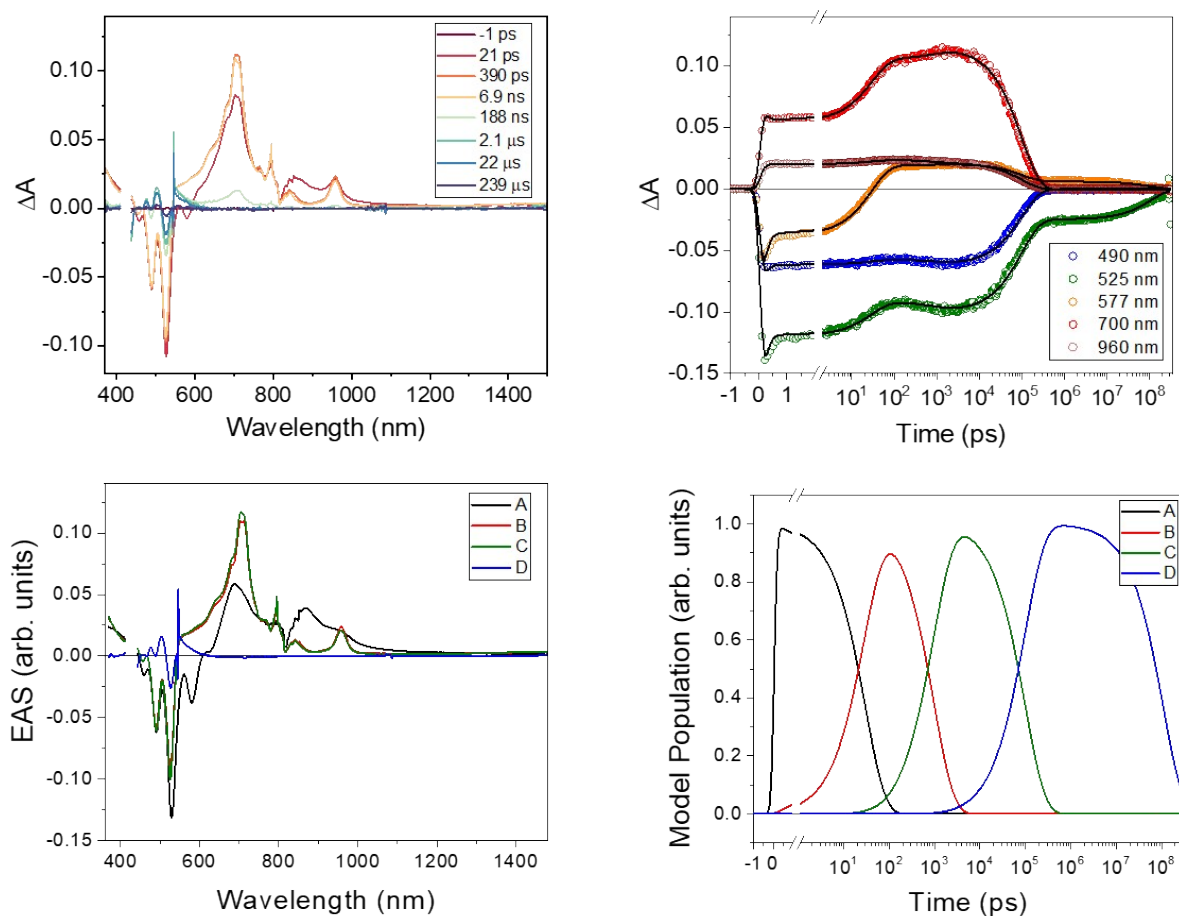 -1 ps
21 ps
390 ps
6.9 ns
188 ns
2.1 µs
22 µs
239 µs
0.10
0.05
0.00
-0.05
-0.10
ΔA
400 600 800 1000 1200 1400
Wavelength (nm)
0.10
0.05
0.00
-0.05
-0.10
-0.15
ΔA
490 nm
525 nm
577 nm
700 nm
960 nm
-1 0 1 10¹ 10² 10³ 10⁴ 10⁵ 10⁶ 10⁷ 10⁸
Time (ps)
A
B
C
D
0.10
0.05
0.00
-0.05
-0.10
-0.15
EAS (arb. units)
400 600 800 1000 1200 1400
Wavelength (nm)
A
B
C
D
1.0
0.8
0.6
0.4
0.2
0.0
Model Population (arb. units)
-1 0 10¹ 10² 10³ 10⁴ 10⁵ 10⁶ 10⁷ 10⁸
Time (ps)